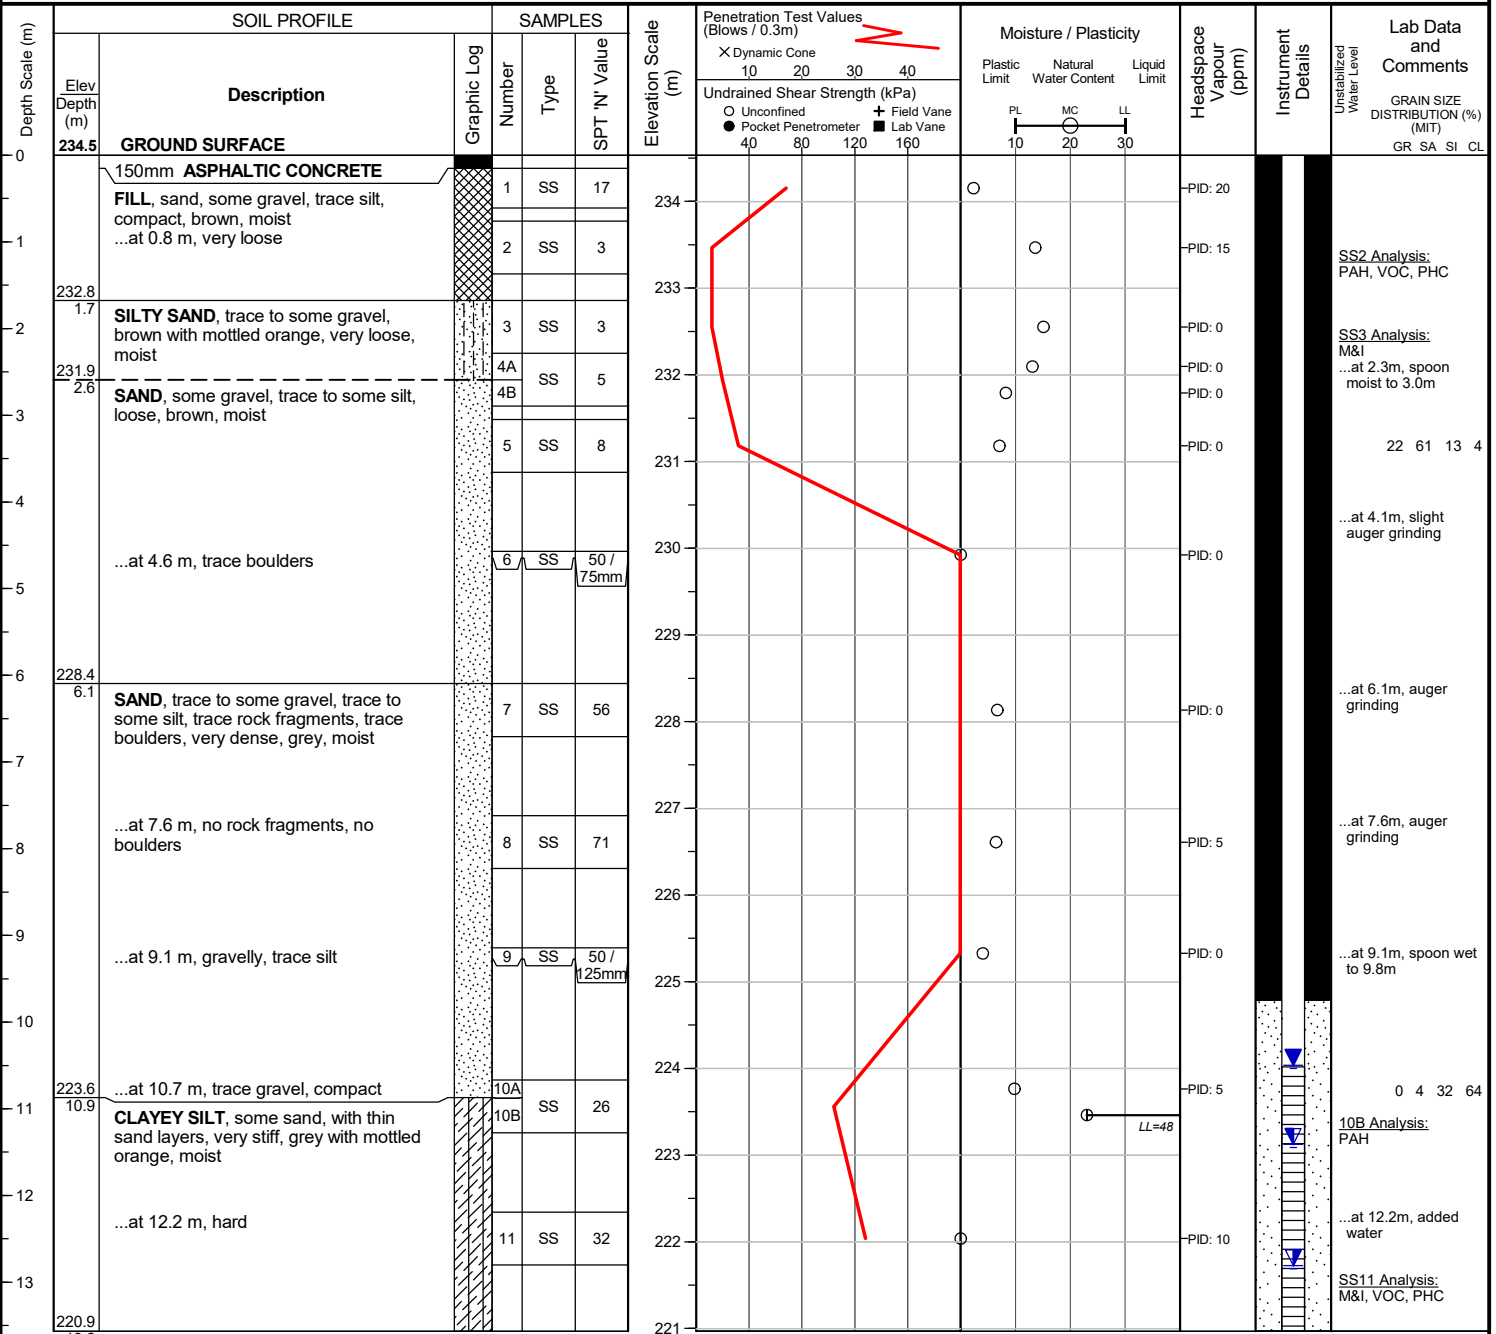 SOIL PROFILE
SAMPLES
Depth Scale (m)
Elev
Depth
(m)
234.5
Description
GROUND SURFACE
Graphic Log
Number
Type
SPT 'N' Value
Elevation Scale
(m)
Penetration Test Values
(Blows / 0.3m)
× Dynamic Cone
10 20 30 40
Undrained Shear Strength (kPa)
Unconfined
Field Vane
Pocket Penetrometer
Lab Vane
40 80 120 160
Moisture / Plasticity
Plastic
Limit
Natural
Water Content
Liquid
Limit
PL MC LL
10 20 30
Headspace
Vapour
(ppm)
Instrument
Details
Unstabilized
Water Level
Lab Data
and
Comments
GRAIN SIZE
DISTRIBUTION (%)
(MIT)
GR SA SI CL
0
1
2
3
4
5
6
7
8
9
10
11
12
13
150mm ASPHALTIC CONCRETE
FILL, sand, some gravel, trace silt,
compact, brown, moist
...at 0.8 m, very loose
232.8
1.7
SILTY SAND, trace to some gravel,
brown with mottled orange, very loose,
moist
231.9
2.6
SAND, some gravel, trace to some silt,
loose, brown, moist
...at 4.6 m, trace boulders
228.4
6.1
SAND, trace to some gravel, trace to
some silt, trace rock fragments, trace
boulders, very dense, grey, moist
...at 7.6 m, no rock fragments, no
boulders
...at 9.1 m, gravelly, trace silt
223.6
...at 10.7 m, trace gravel, compact
10.9
CLAYEY SILT, some sand, with thin
sand layers, very stiff, grey with mottled
orange, moist
...at 12.2 m, hard
220.9
1 SS 17
2 SS 3
3 SS 3
4A
SS 5
4B
5 SS 8
6 SS 50 /
75mm
7 SS 56
8 SS 71
9 SS 50 /
125mm
10A
SS 26
10B
11 SS 32
234
233
232
231
230
229
228
227
226
225
224
223
222
221
LL=48
PID: 20
PID: 15
PID: 0
PID: 0
PID: 0
PID: 0
PID: 0
PID: 0
PID: 5
PID: 0
PID: 5
PID: 10
SS2 Analysis:
PAH, VOC, PHC
SS3 Analysis:
M&I
...at 2.3m, spoon
moist to 3.0m
22 61 13 4
...at 4.1m, slight
auger grinding
...at 6.1m, auger
grinding
...at 7.6m, auger
grinding
...at 9.1m, spoon wet
to 9.8m
0 4 32 64
10B Analysis:
PAH
...at 12.2m, added
water
SS11 Analysis:
M&I, VOC, PHC